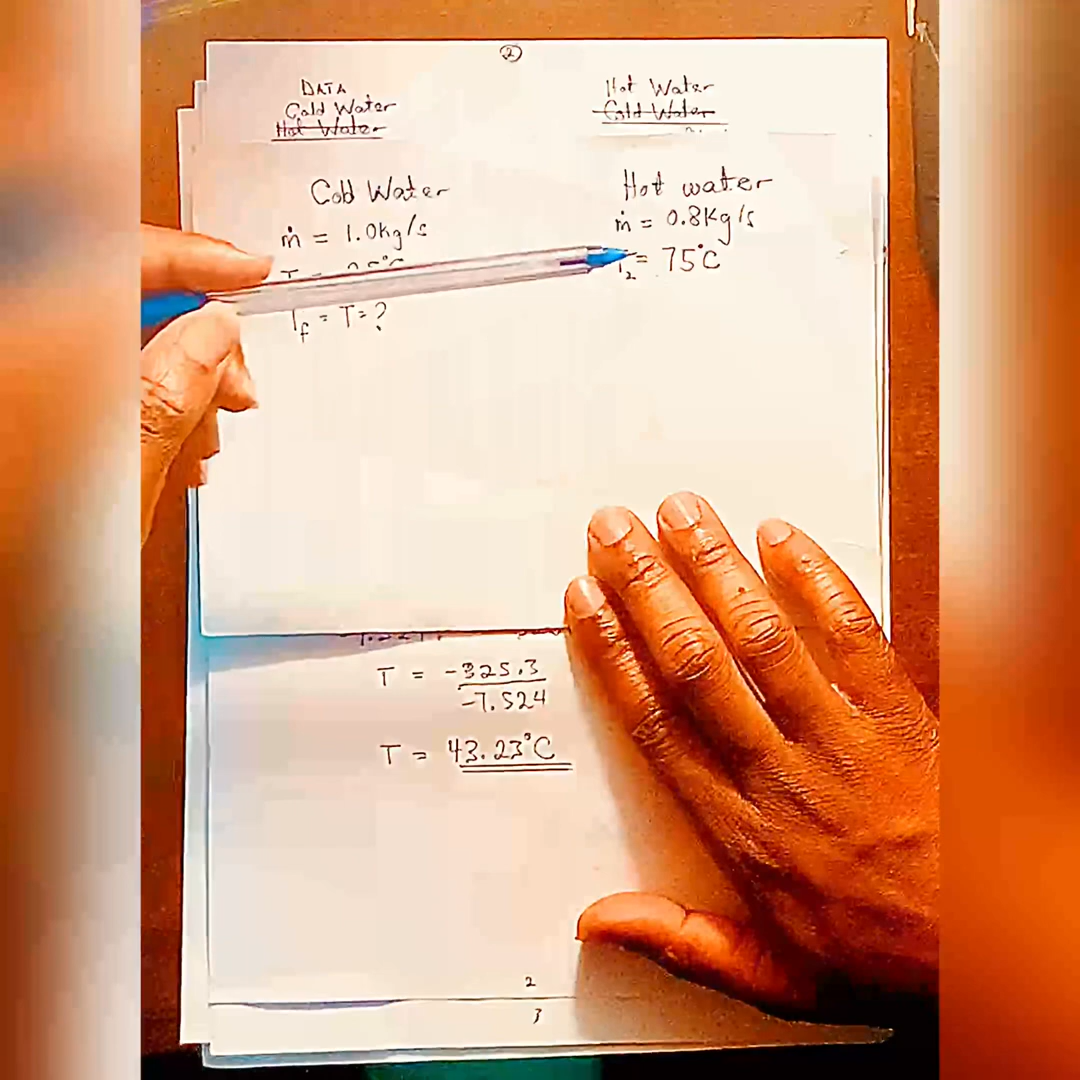 ②
DATA
Cold Water
Hot Water
Hot Water
Cold Water
Cold Water
ṁ = 1.0kg/s
T_f = T = ?
Hot water
ṁ = 0.8kg/s
T₂ = 75°C
T = -325.3
-7.524
T = 43.23°C
2
3